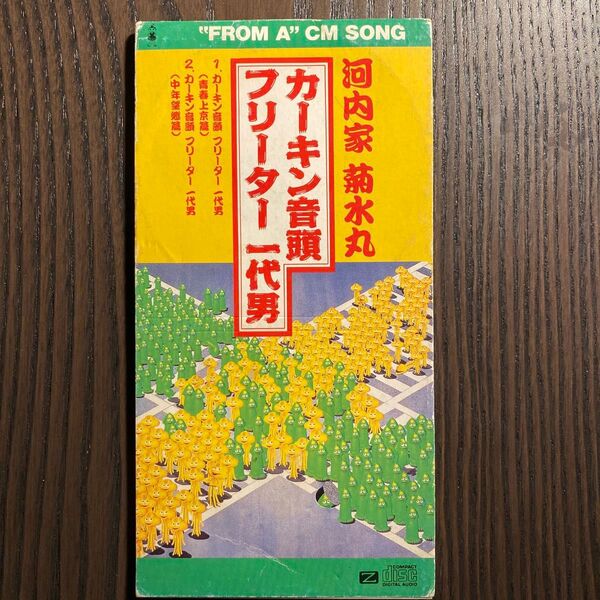 "FROM A" CM SONG
河内家 菊水丸
カーキン音頭
フリーター 一代男
1、カーキン音頭 フリーター 一代男
(青春上京篇)
2、カーキン音頭 フリーター 一代男
(中年望郷篇)
Z
COMPACT
disc
DIGITAL AUDIO